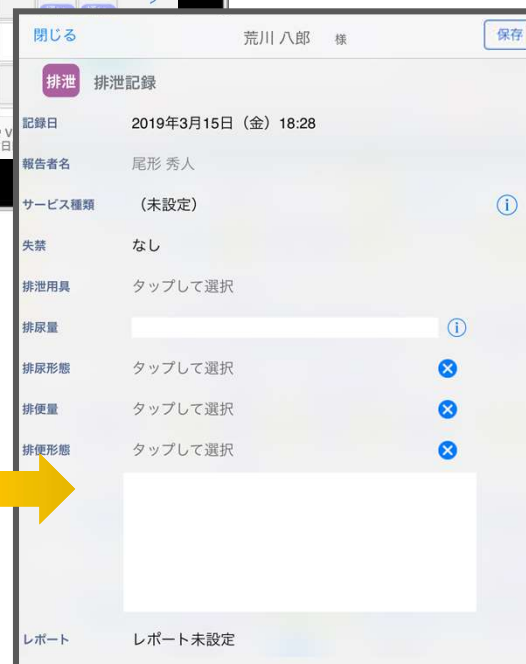 閉じる 荒川 八郎 様 保存
排泄 排泄記録
記録日 2019年3月15日（金）18:28
報告者名 尾形 秀人
サービス種類 （未設定）
失禁 なし
排泄用具 タップして選択
排尿量
排尿形態 タップして選択
排便量 タップして選択
排便形態 タップして選択
レポート レポート未設定